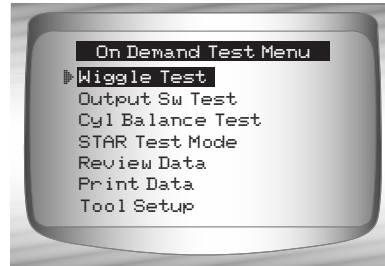 On Demand Test Menu
Wiggle Test
Output Sw Test
Cyl Balance Test
STAR Test Mode
Review Data
Print Data
Tool Setup